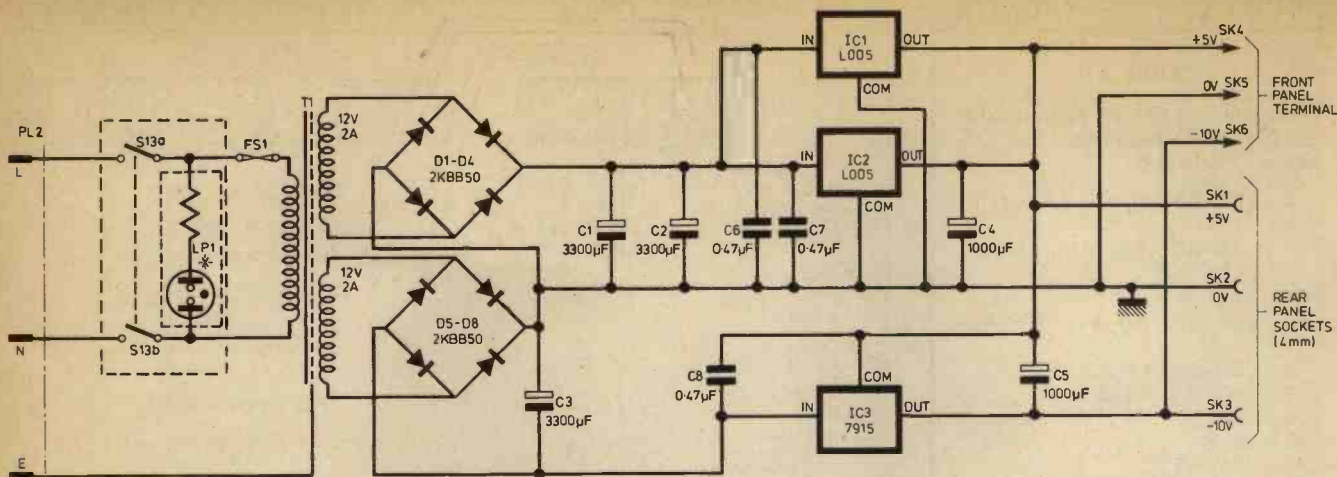 PL2
L
S13a
FS1
T1
LP1
N
S13b
E
12V
2A
D1-D4
2KBB50
12V
2A
D5-D8
2KBB50
C1
3300µF
C2
3300µF
C6
0·47µF
C7
0·47µF
C3
3300µF
IN
IC1
L005
OUT
COM
IN
IC2
L005
OUT
COM
C4
1000µF
C8
0·47µF
IN
COM
IC3
7915
OUT
C5
1000µF
+5V
SK4
0V
SK5
-10V
SK6
FRONT
PANEL
TERMINAL
SK1
+5V
SK2
0V
SK3
-10V
REAR
PANEL
SOCKETS
(4mm)